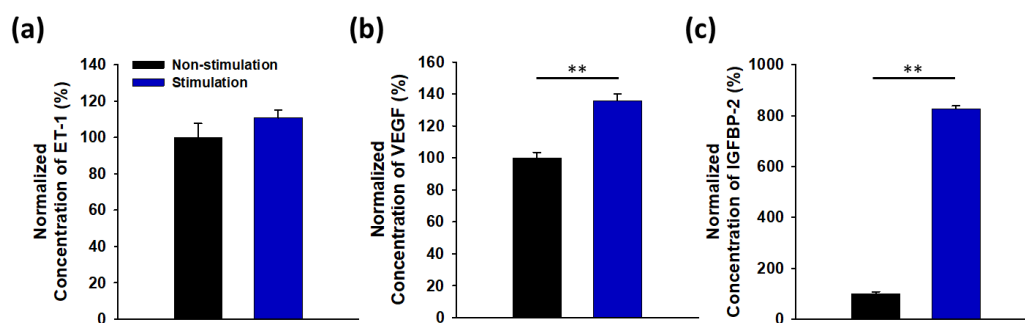 (a)
Normalized
Concentration of ET-1 (%)
140
120
100
80
60
40
20
0
Non-stimulation
Stimulation
(b)
Normalized
Concentration of VEGF (%)
160
140
120
100
80
60
40
20
0
**
(c)
Normalized
Concentration of IGFBP-2 (%)
1000
800
600
400
200
0
**